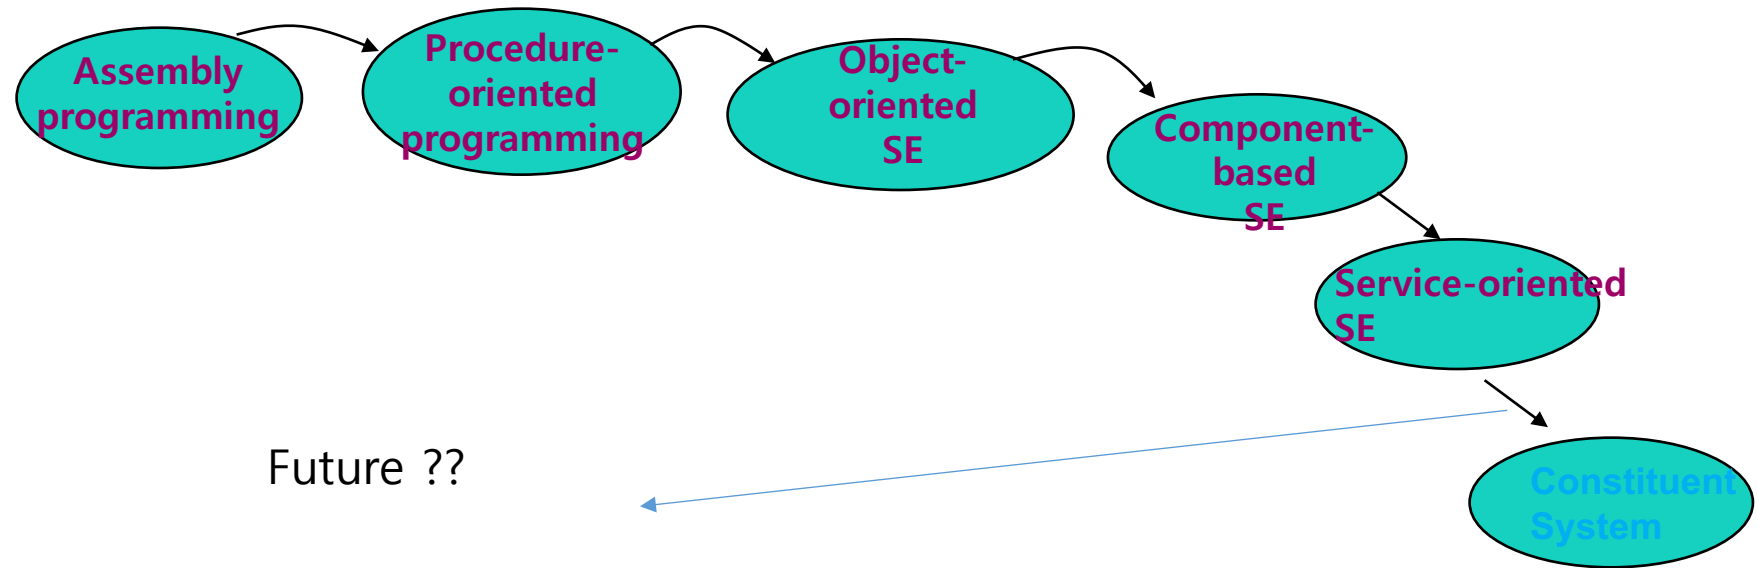 Assembly
programming
Procedure-
oriented
programming
Object-
oriented
SE
Component-
based
SE
Service-oriented
SE
Future ??
Constituent
System